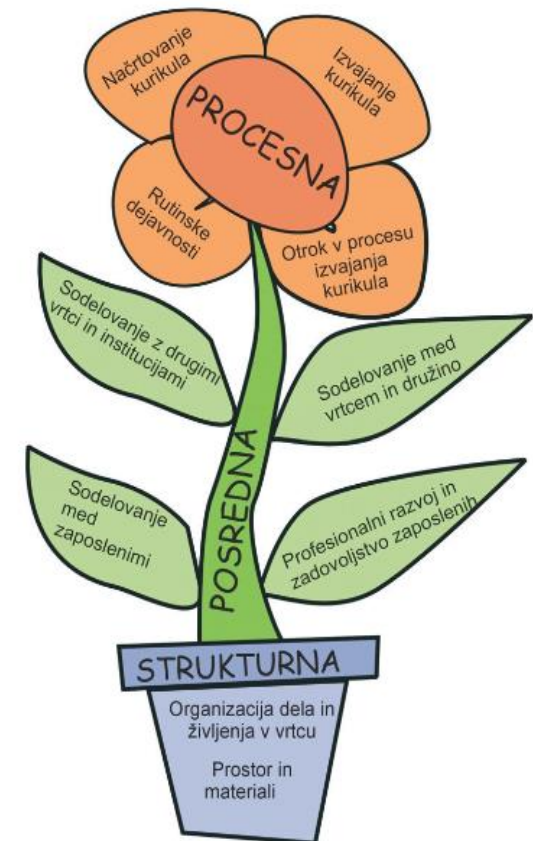 Načrtovanje
kurikula
Izvajanje
kurikula
PROCESNA
Rutinske
dejavnosti
Otrok v procesu
izvajanja
kurikula
Sodelovanje z drugimi
vrtci in institucijami
Sodelovanje med
vrtcem in družino
POSREDNA
Sodelovanje
med
zaposlenimi
Profesionalni razvoj in
zadovoljstvo zaposlenih
STRUKTURNA
Organizacija dela in
življenja v vrtcu
Prostor in
materiali